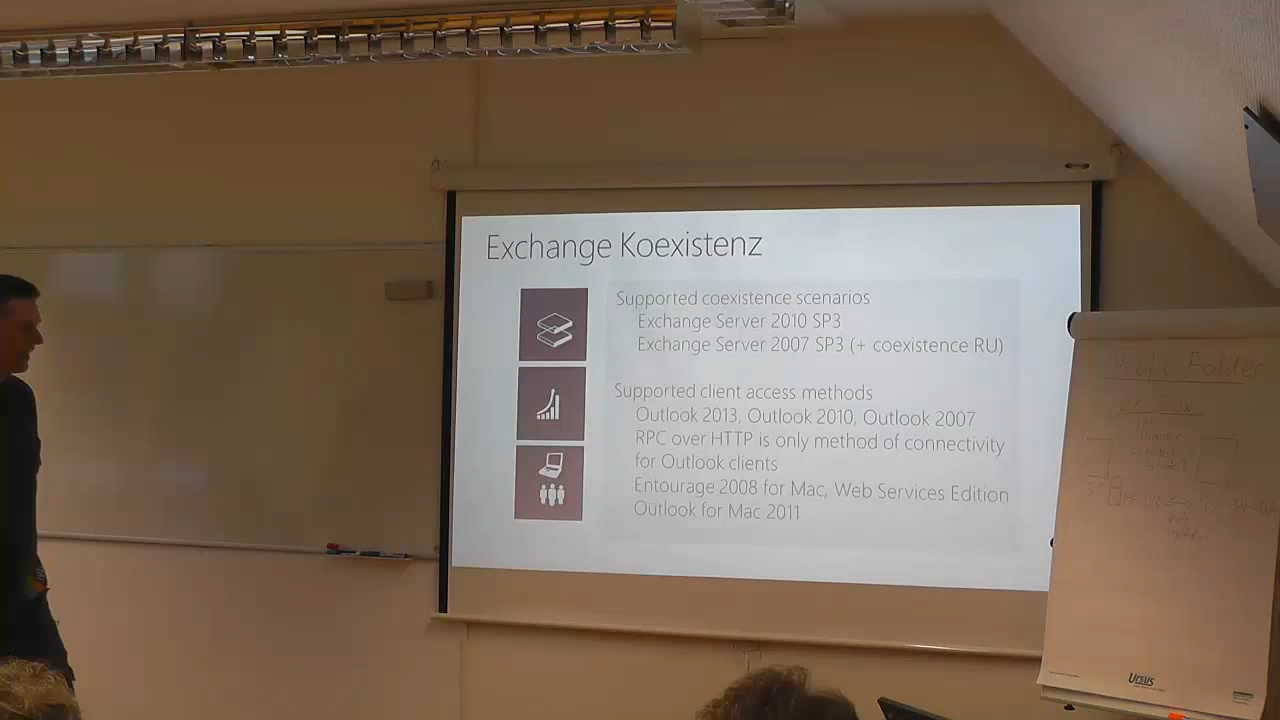 Exchange Koexistenz
Supported coexistence scenarios
Exchange Server 2010 SP3
Exchange Server 2007 SP3 (+ coexistence RU)
Supported client access methods
Outlook 2013, Outlook 2010, Outlook 2007
RPC over HTTP is only method of connectivity
for Outlook clients
Entourage 2008 for Mac, Web Services Edition
Outlook for Mac 2011
Public Folder
URSUS